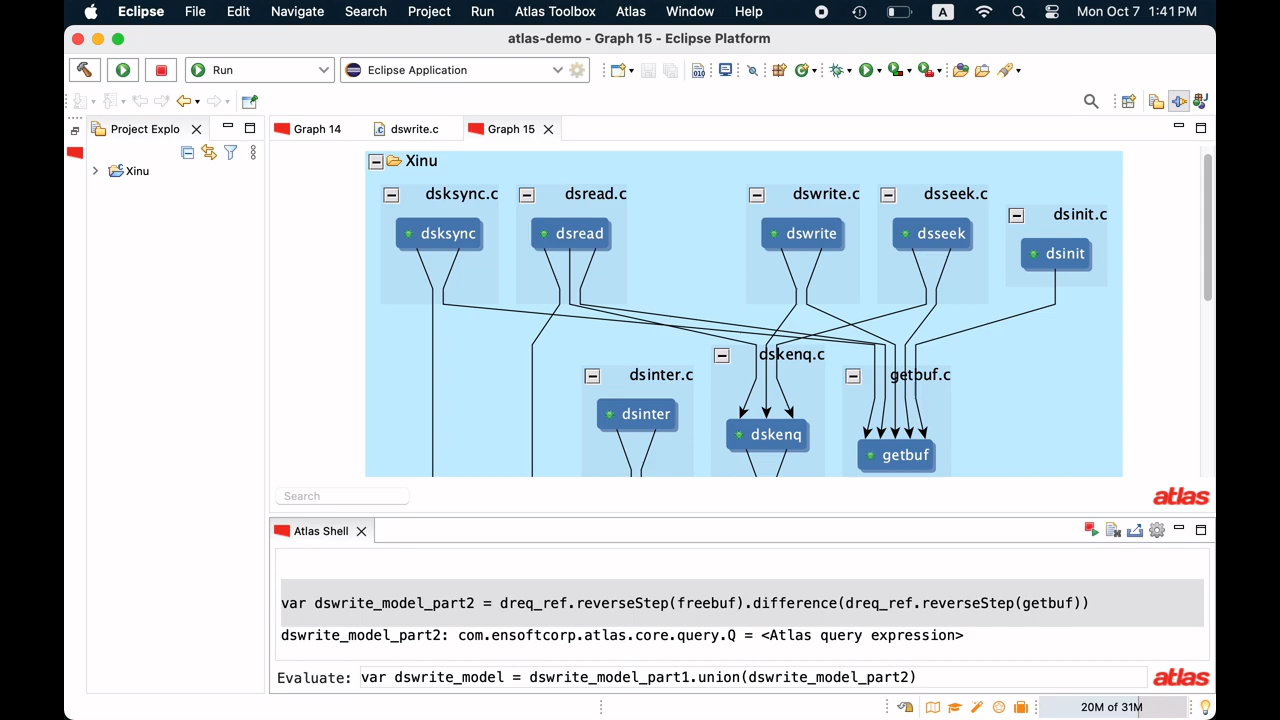 Eclipse File Edit Navigate Search Project Run Atlas Toolbox Atlas Window Help A Mon Oct 7 1:41 PM
atlas-demo - Graph 15 - Eclipse Platform
Run Eclipse Application
Project Explo Graph 14 dswrite.c Graph 15
Xinu
Xinu
dsksync.c dsread.c dswrite.c dsseek.c
dsinit.c
dsksync dsread dswrite dsseek
dsinit
dskenq.c
dsinter.c getbuf.c
dsinter
dskenq
getbuf
Search atlas
Atlas Shell
var dswrite_model_part2 = dreq_ref.reverseStep(freebuf).difference(dreq_ref.reverseStep(getbuf))
dswrite_model_part2: com.ensoftcorp.atlas.core.query.Q = <Atlas query expression>
Evaluate: var dswrite_model = dswrite_model_part1.union(dswrite_model_part2) atlas
20M of 31M